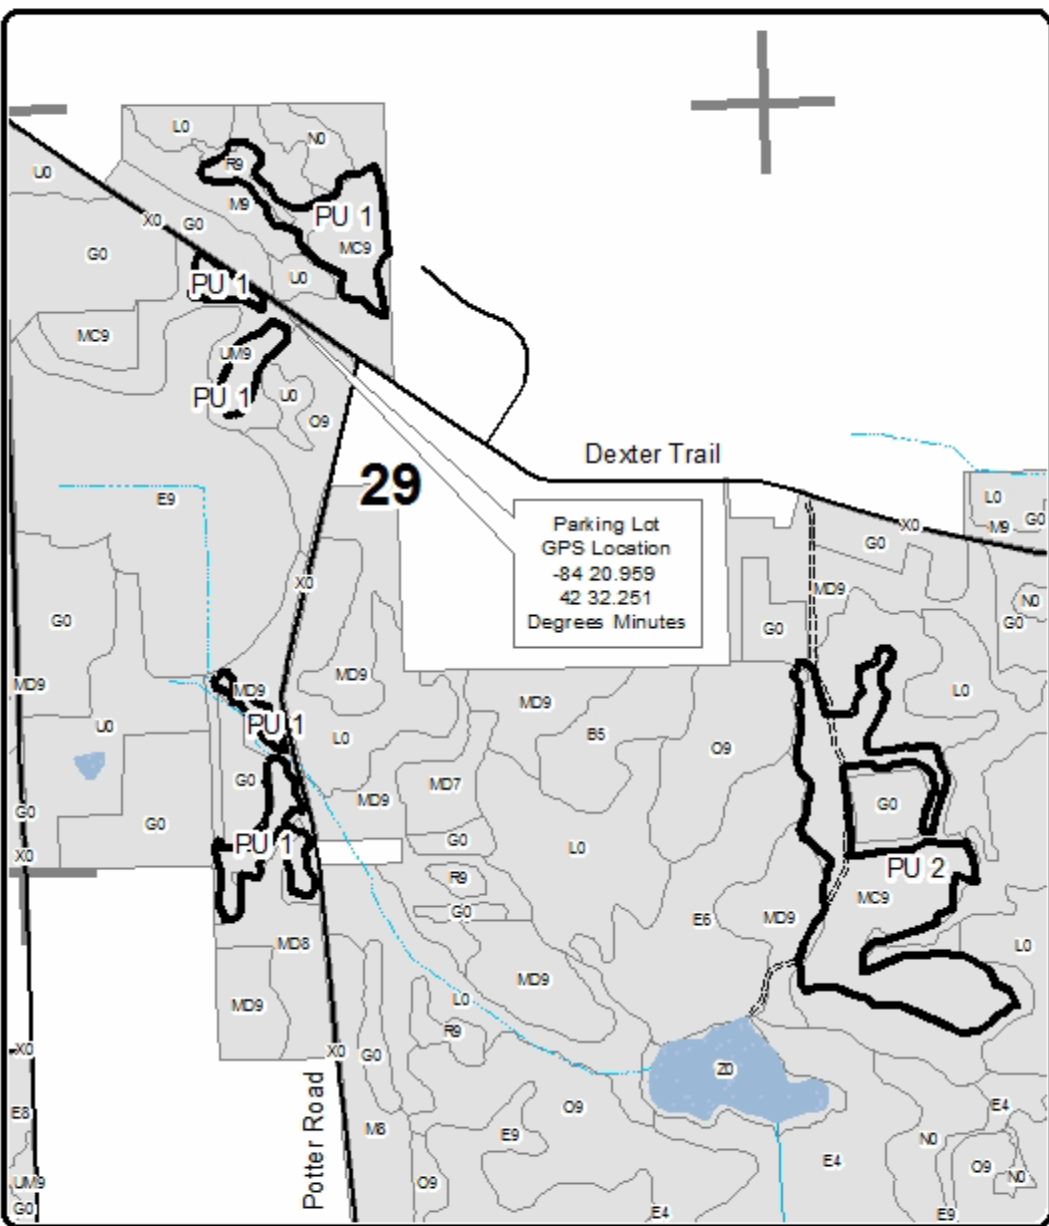 L0
N0
R9
U0
M9
PU 1
X0
G0
MC9
G0
PU 1
U0
MC9
UM9
PU 1
U0
O9
Dexter Trail
29
E9
L0
G0
M9
X0
Parking Lot
GPS Location
-84 20.959
42 32.251
Degrees Minutes
G0
X0
MD9
N0
G0
G0
G0
MD9
MD9
MD9
MD9
L0
U0
PU 1
L0
B5
O9
G0
MD7
MD9
G0
G0
G0
X0
PU 1
G0
L0
PU 2
R9
MC9
G0
E6
MD9
MD8
L0
MD9
MD9
L0
R9
X0
G0
X0
Z0
Potter Road
E8
O9
E4
M8
E9
N0
E4
O9
N0
UM9
O9
G0
E4
E9